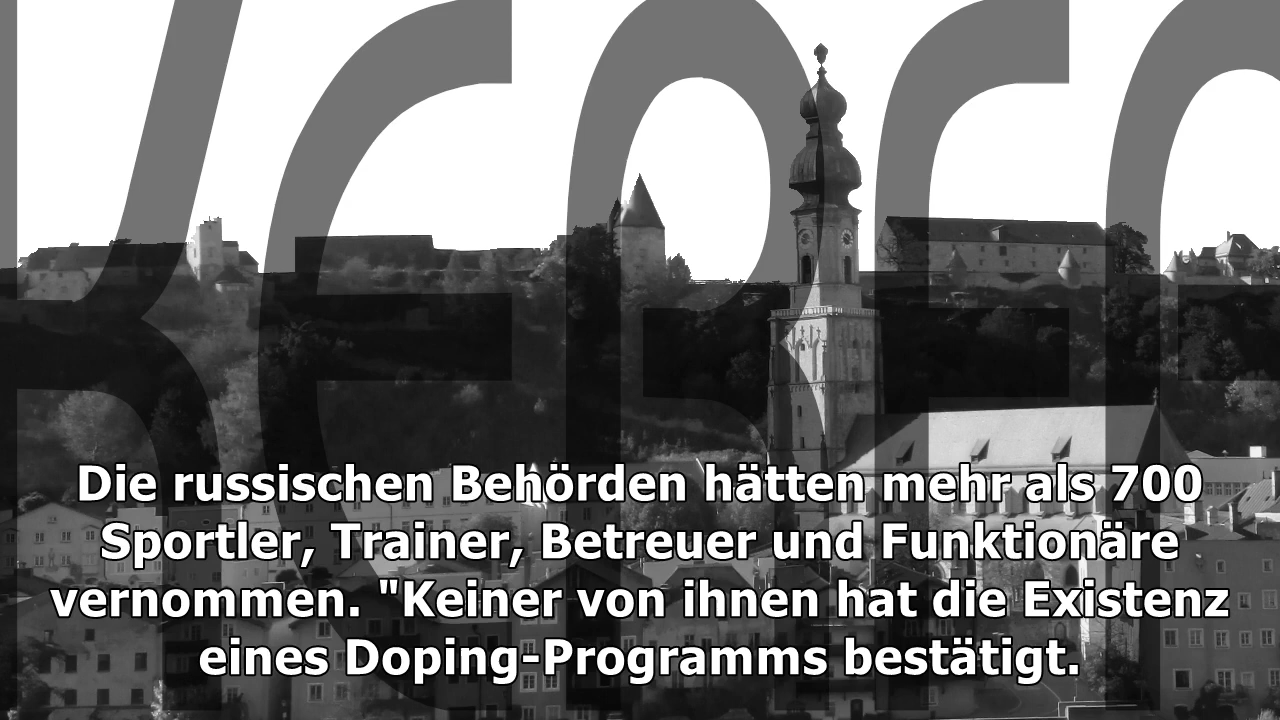 Die russischen Behörden hätten mehr als 700
Sportler, Trainer, Betreuer und Funktionäre
vernommen. "Keiner von ihnen hat die Existenz
eines Doping-Programms bestätigt.